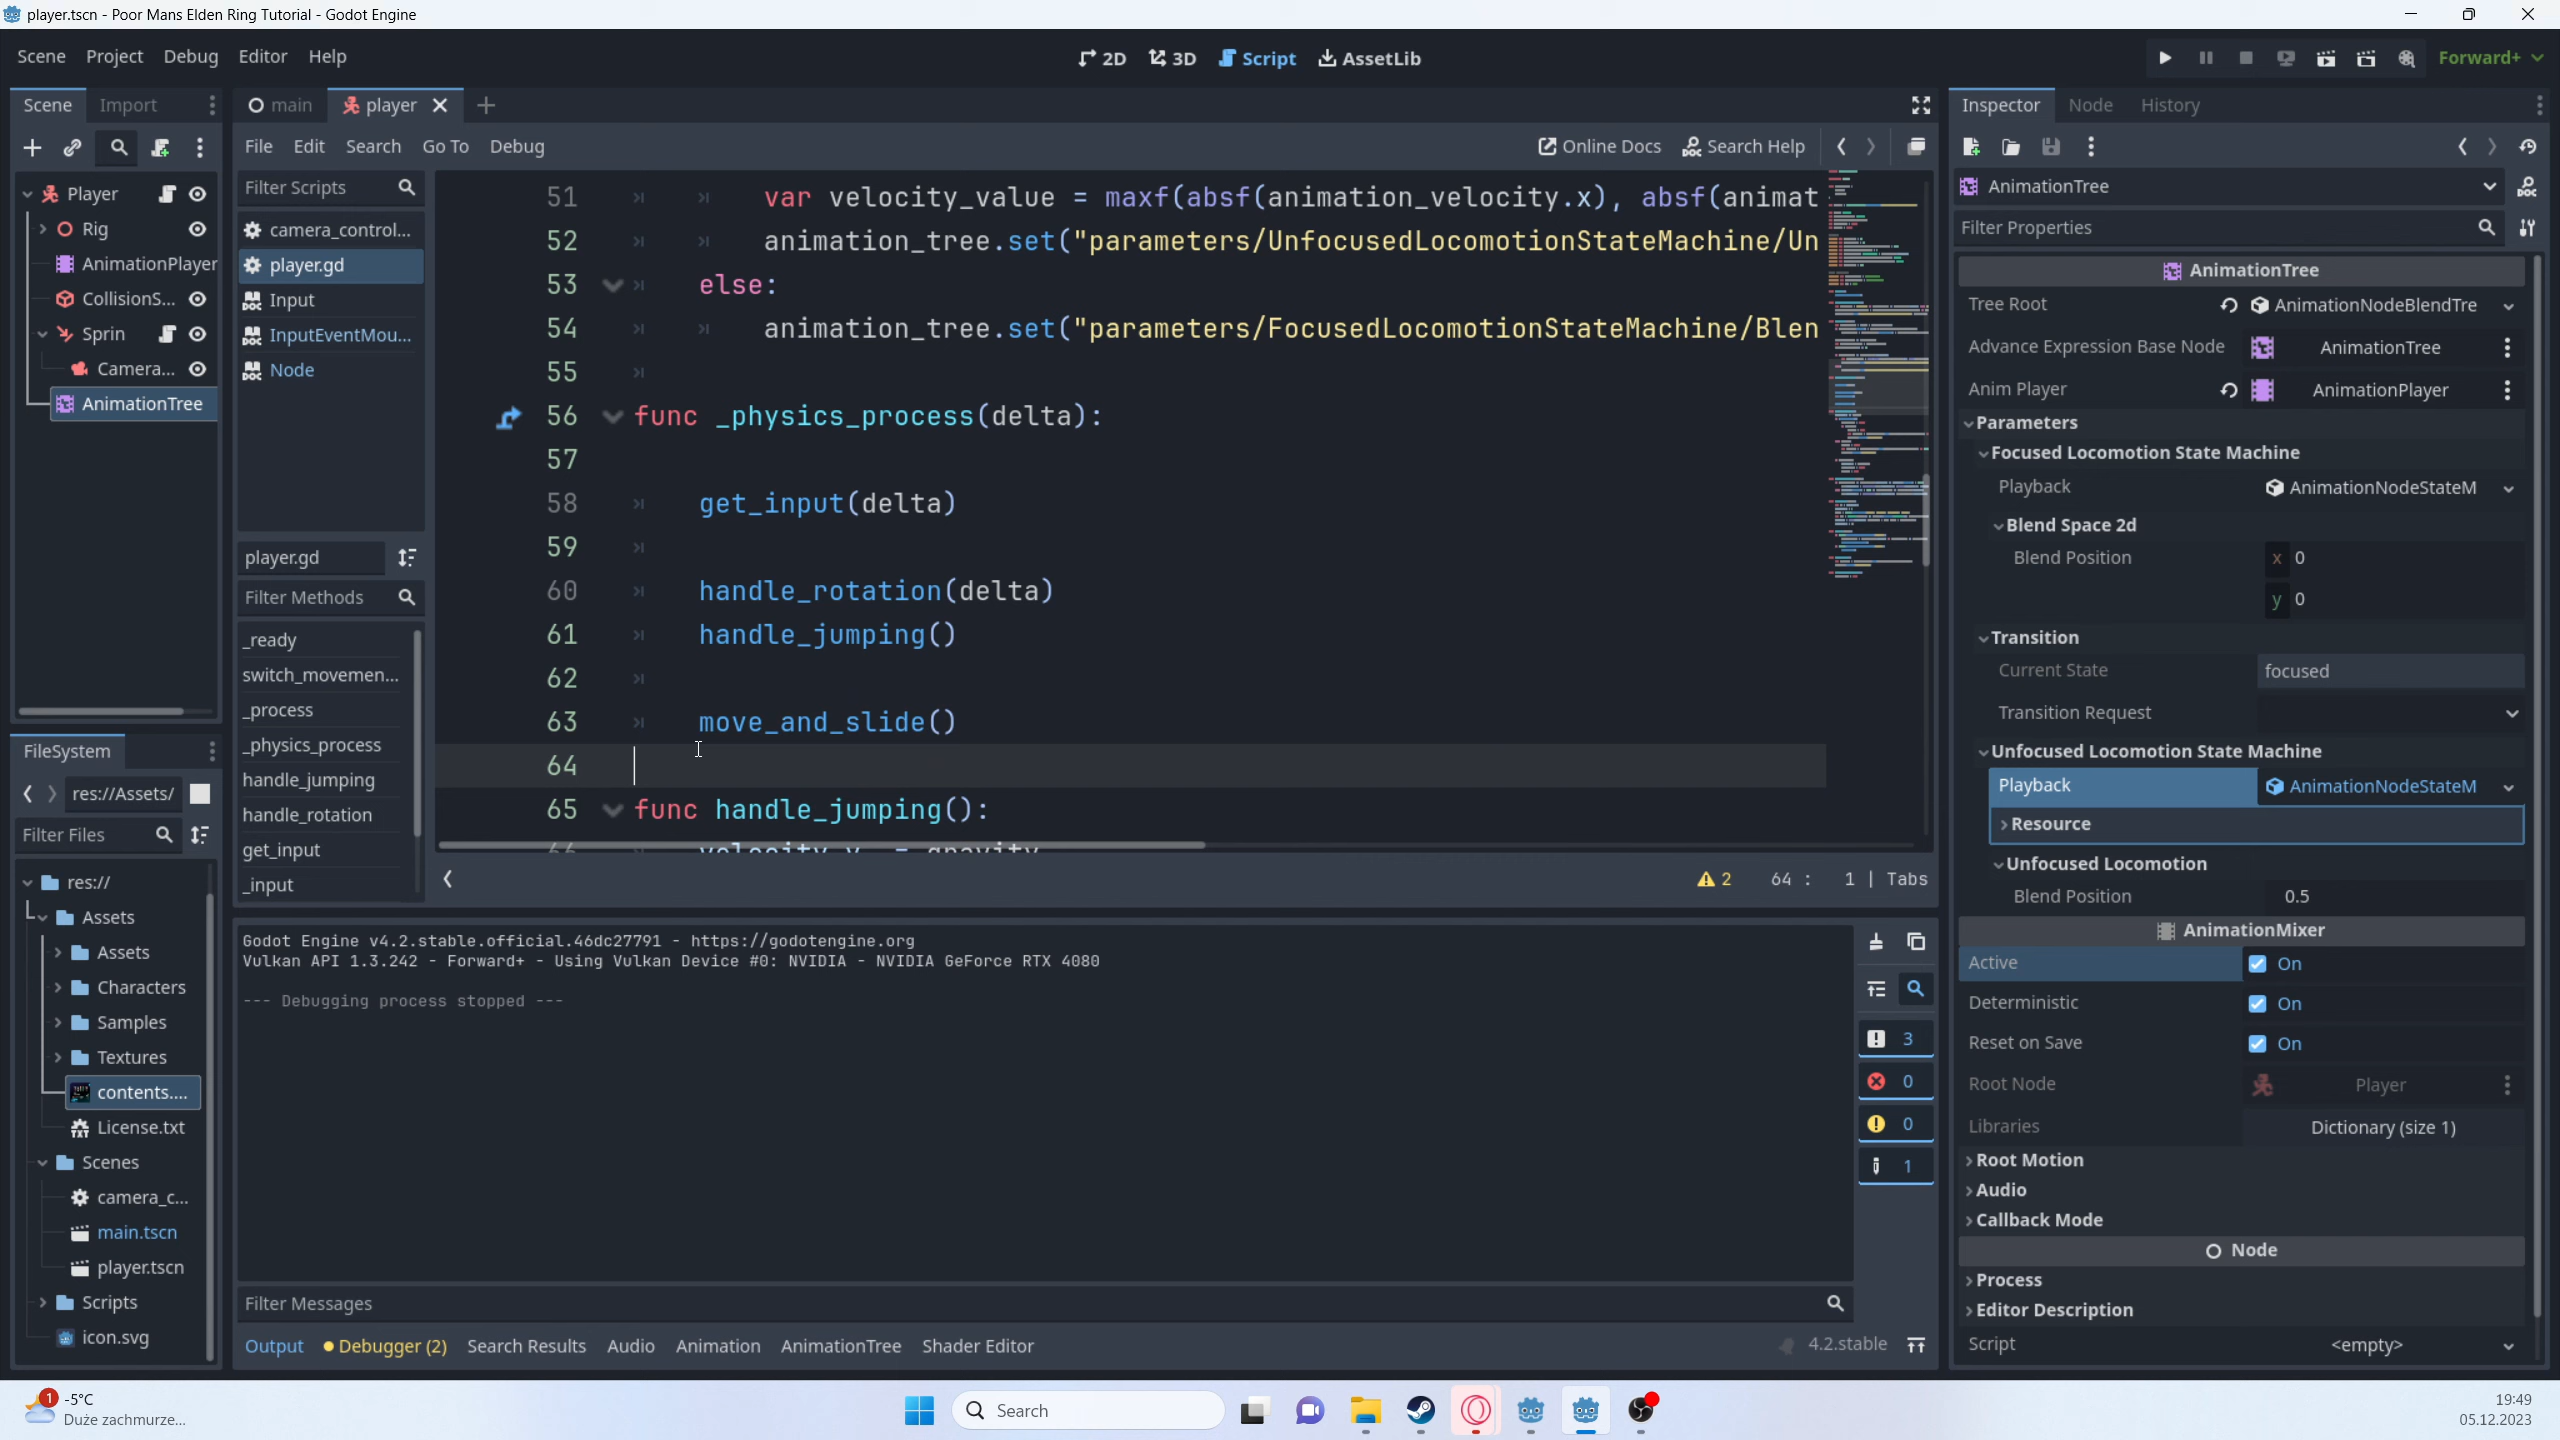 player.tscn - Poor Mans Elden Ring Tutorial - Godot Engine
Scene Project Debug Editor Help
2D 3D Script AssetLib
Forward+
Scene Import
Player
Rig
AnimationPlayer
CollisionS...
Sprin
Camera...
AnimationTree
FileSystem
res://Assets/
Filter Files
res://
Assets
Assets
Characters
Samples
Textures
contents....
License.txt
Scenes
camera_c...
main.tscn
player.tscn
Scripts
icon.svg
main player
File Edit Search Go To Debug
Online Docs Search Help
Filter Scripts
camera_control...
player.gd
Input
InputEventMou...
Node
player.gd
Filter Methods
_ready
switch_movemen...
_process
_physics_process
handle_jumping
handle_rotation
get_input
_input
51 var velocity_value = maxf(absf(animation_velocity.x), absf(animat
52 animation_tree.set("parameters/UnfocusedLocomotionStateMachine/Un
53 else:
54 animation_tree.set("parameters/FocusedLocomotionStateMachine/Blen
55
56 func _physics_process(delta):
57
58 get_input(delta)
59
60 handle_rotation(delta)
61 handle_jumping()
62
63 move_and_slide()
64
65 func handle_jumping():
2 64 : 1 | Tabs
Godot Engine v4.2.stable.official.46dc27791 - https://godotengine.org
Vulkan API 1.3.242 - Forward+ - Using Vulkan Device #0: NVIDIA - NVIDIA GeForce RTX 4080
--- Debugging process stopped ---
3
0
0
1
Filter Messages
Output Debugger (2) Search Results Audio Animation AnimationTree Shader Editor
4.2.stable
Inspector Node History
AnimationTree
Filter Properties
AnimationTree
Tree Root AnimationNodeBlendTre
Advance Expression Base Node AnimationTree
Anim Player AnimationPlayer
Parameters
Focused Locomotion State Machine
Playback AnimationNodeStateM
Blend Space 2d
Blend Position x 0
y 0
Transition
Current State focused
Transition Request
Unfocused Locomotion State Machine
Playback AnimationNodeStateM
Resource
Unfocused Locomotion
Blend Position 0.5
AnimationMixer
Active On
Deterministic On
Reset on Save On
Root Node Player
Libraries Dictionary (size 1)
Root Motion
Audio
Callback Mode
Node
Process
Editor Description
Script <empty>
1 -5°C
Duże zachmurze...
Search
19:49
05.12.2023